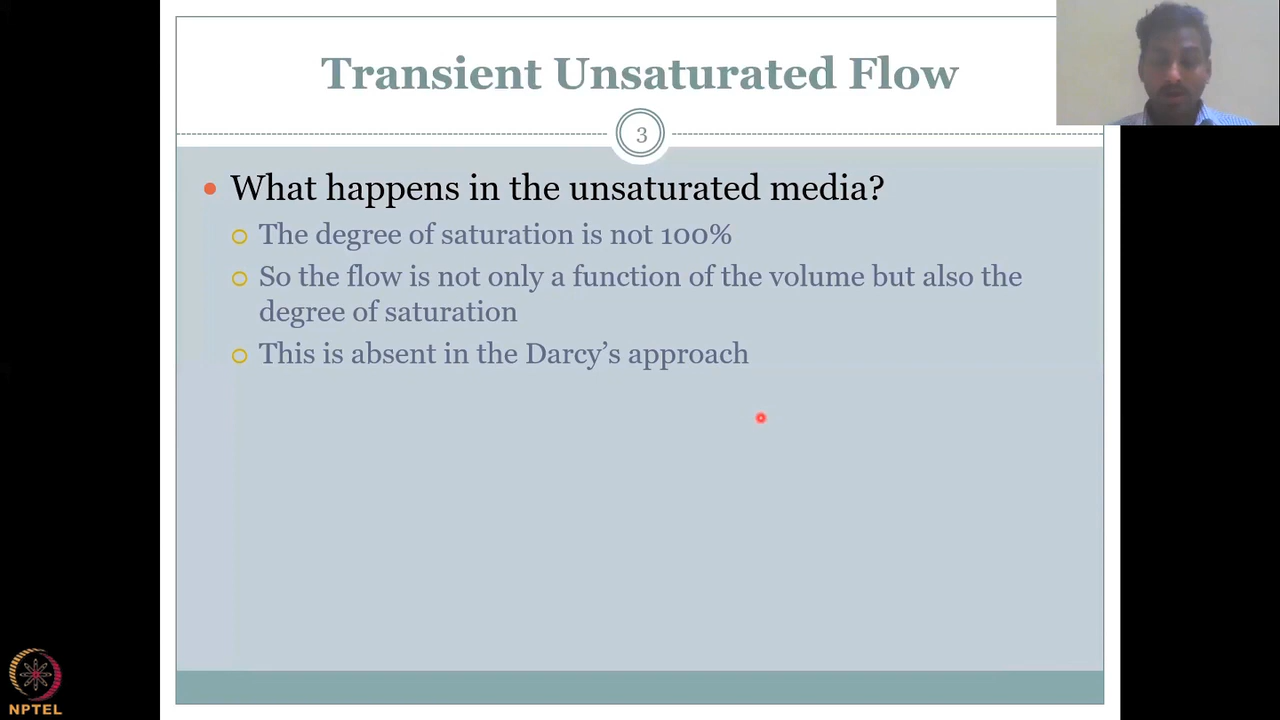 Transient Unsaturated Flow
3
What happens in the unsaturated media?
The degree of saturation is not 100%
So the flow is not only a function of the volume but also the
degree of saturation
This is absent in the Darcy’s approach
NPTEL